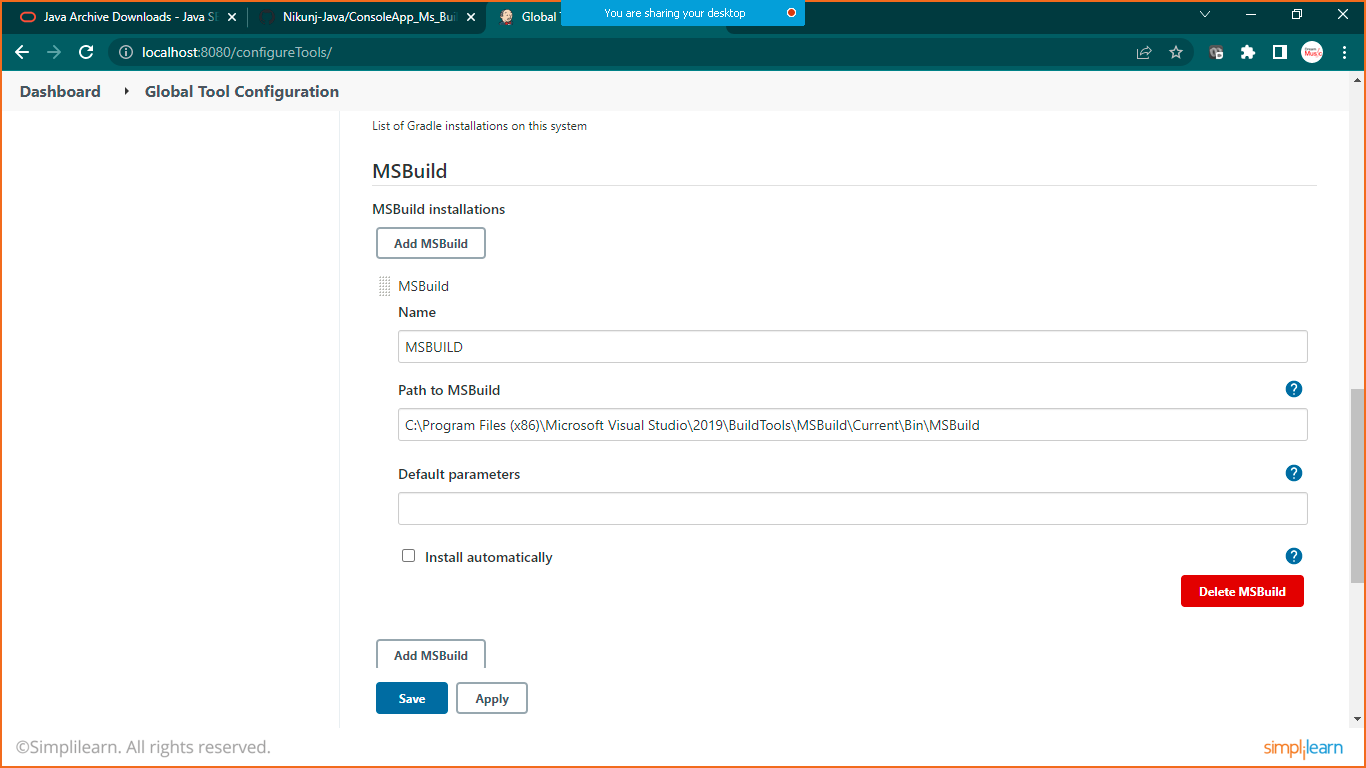 Java Archive Downloads - Java SE
Nikunj-Java/ConsoleApp_Ms_Bui
Global T
You are sharing your desktop
localhost:8080/configureTools/
Dashboard
Global Tool Configuration
List of Gradle installations on this system
MSBuild
MSBuild installations
Add MSBuild
MSBuild
Name
MSBUILD
Path to MSBuild
?
C:\Program Files (x86)\Microsoft Visual Studio\2019\BuildTools\MSBuild\Current\Bin\MSBuild
Default parameters
?
Install automatically
?
Delete MSBuild
Add MSBuild
Save
Apply
©Simplilearn. All rights reserved.
simplilearn